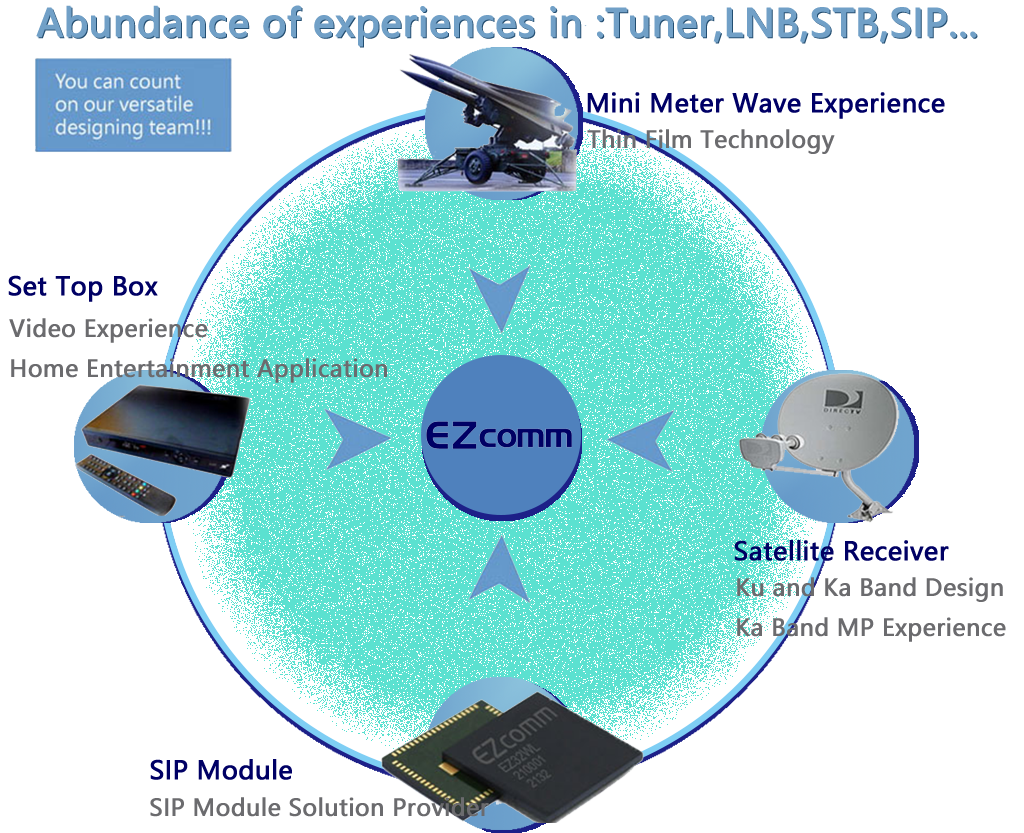 Abundance of experiences in :Tuner,LNB,STB,SIP...
You can count
on our versatile
designing team!!!
Mini Meter Wave Experience
Thin Film Technology
Set Top Box
Video Experience
Home Entertainment Application
EZcomm
DIRECTV
Satellite Receiver
Ku and Ka Band Design
Ka Band MP Experience
EZcomm
EZ32WL
210001
2132
SIP Module
SIP Module Solution Provider